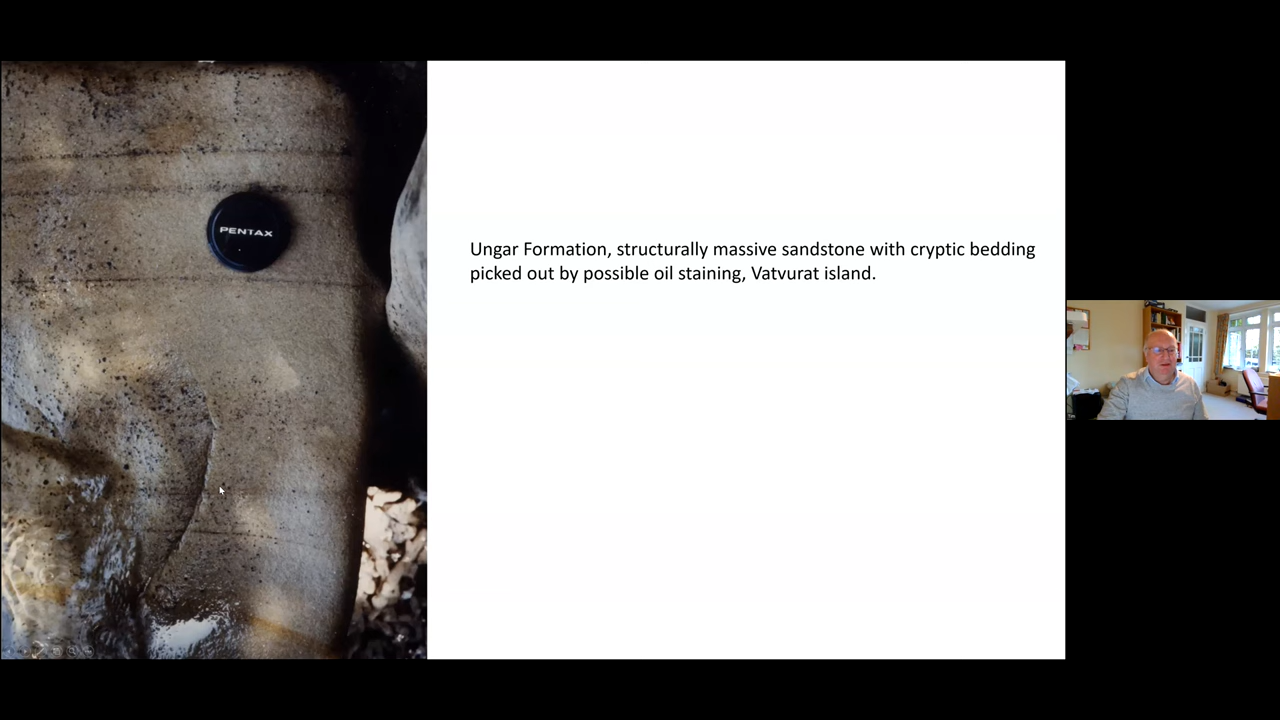 PENTAX
Ungar Formation, structurally massive sandstone with cryptic bedding
picked out by possible oil staining, Vatvurat island.